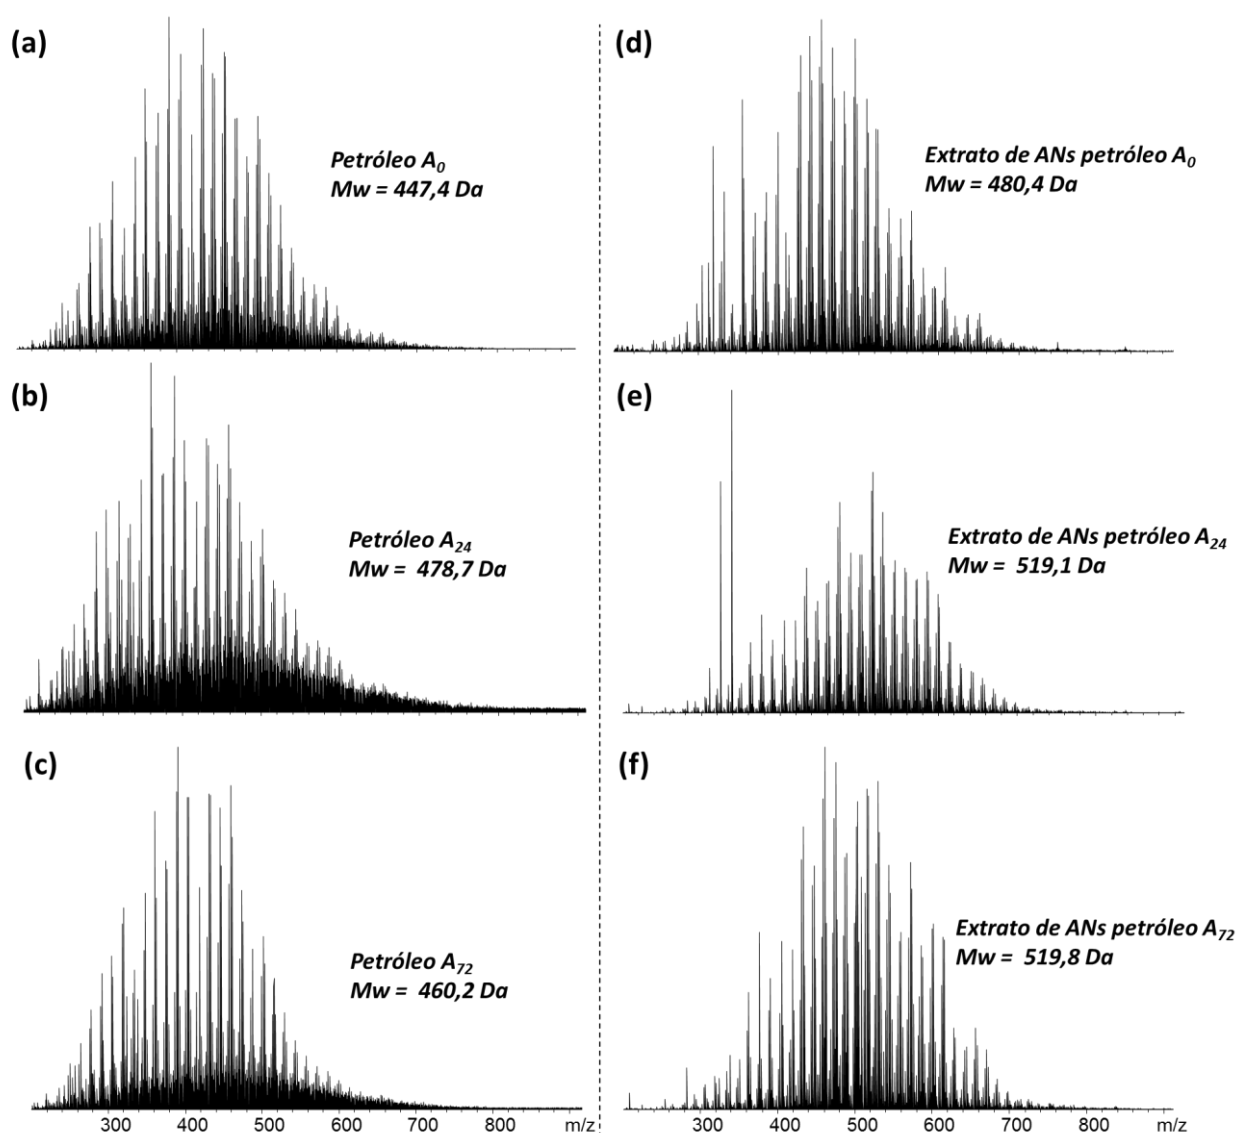 (a)
Petróleo A0
Mw = 447,4 Da
(b)
Petróleo A24
Mw = 478,7 Da
(c)
Petróleo A72
Mw = 460,2 Da
300 400 500 600 700 800 m/z
(d)
Extrato de ANs petróleo A0
Mw = 480,4 Da
(e)
Extrato de ANs petróleo A24
Mw = 519,1 Da
(f)
Extrato de ANs petróleo A72
Mw = 519,8 Da
300 400 500 600 700 800 m/z